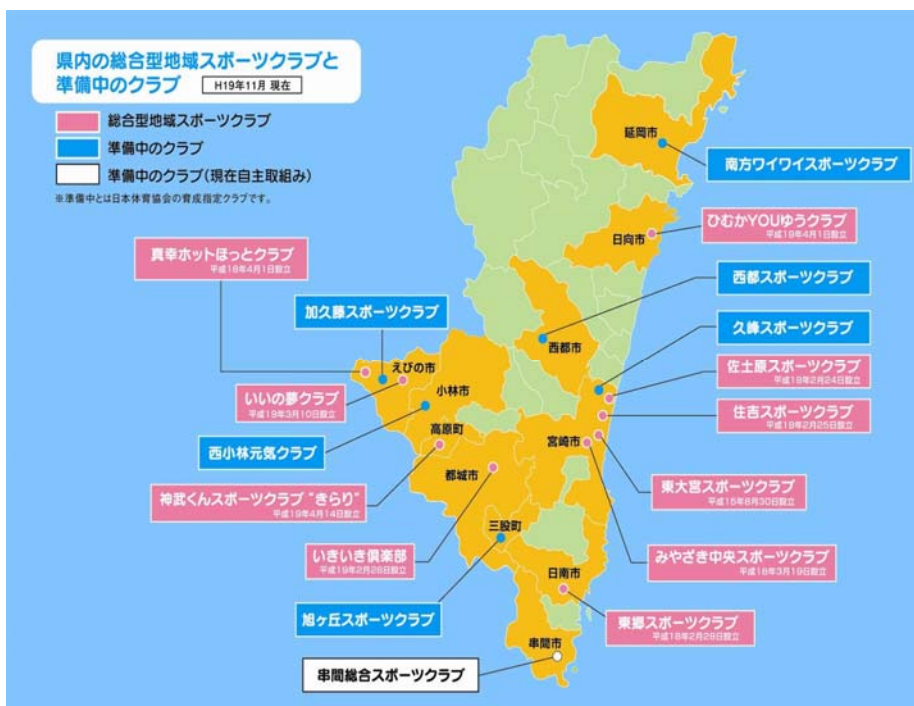 県内の総合型地域スポーツクラブと
準備中のクラブ
H19年11月 現在
総合型地域スポーツクラブ
準備中のクラブ
準備中のクラブ(現在自主取組み)
※準備中とは日本体育協会の育成指定クラブです。
延岡市
南方ワイワイスポーツクラブ
ひむかYOUゆうクラブ
平成19年4月1日設立
日向市
真幸ホットほっとクラブ
平成18年4月1日設立
西都スポーツクラブ
加久藤スポーツクラブ
久峰スポーツクラブ
西都市
えびの市
佐土原スポーツクラブ
平成19年2月24日設立
いいの夢クラブ
平成19年3月10日設立
小林市
住吉スポーツクラブ
平成19年2月25日設立
高原町
西小林元気クラブ
宮崎市
都城市
東大宮スポーツクラブ
平成15年8月30日設立
神武くんスポーツクラブ“きらり”
平成19年4月14日設立
三股町
いきいき倶楽部
平成19年2月28日設立
みやざき中央スポーツクラブ
平成18年3月19日設立
日南市
旭ヶ丘スポーツクラブ
東郷スポーツクラブ
平成18年2月28日設立
串間市
串間総合スポーツクラブ